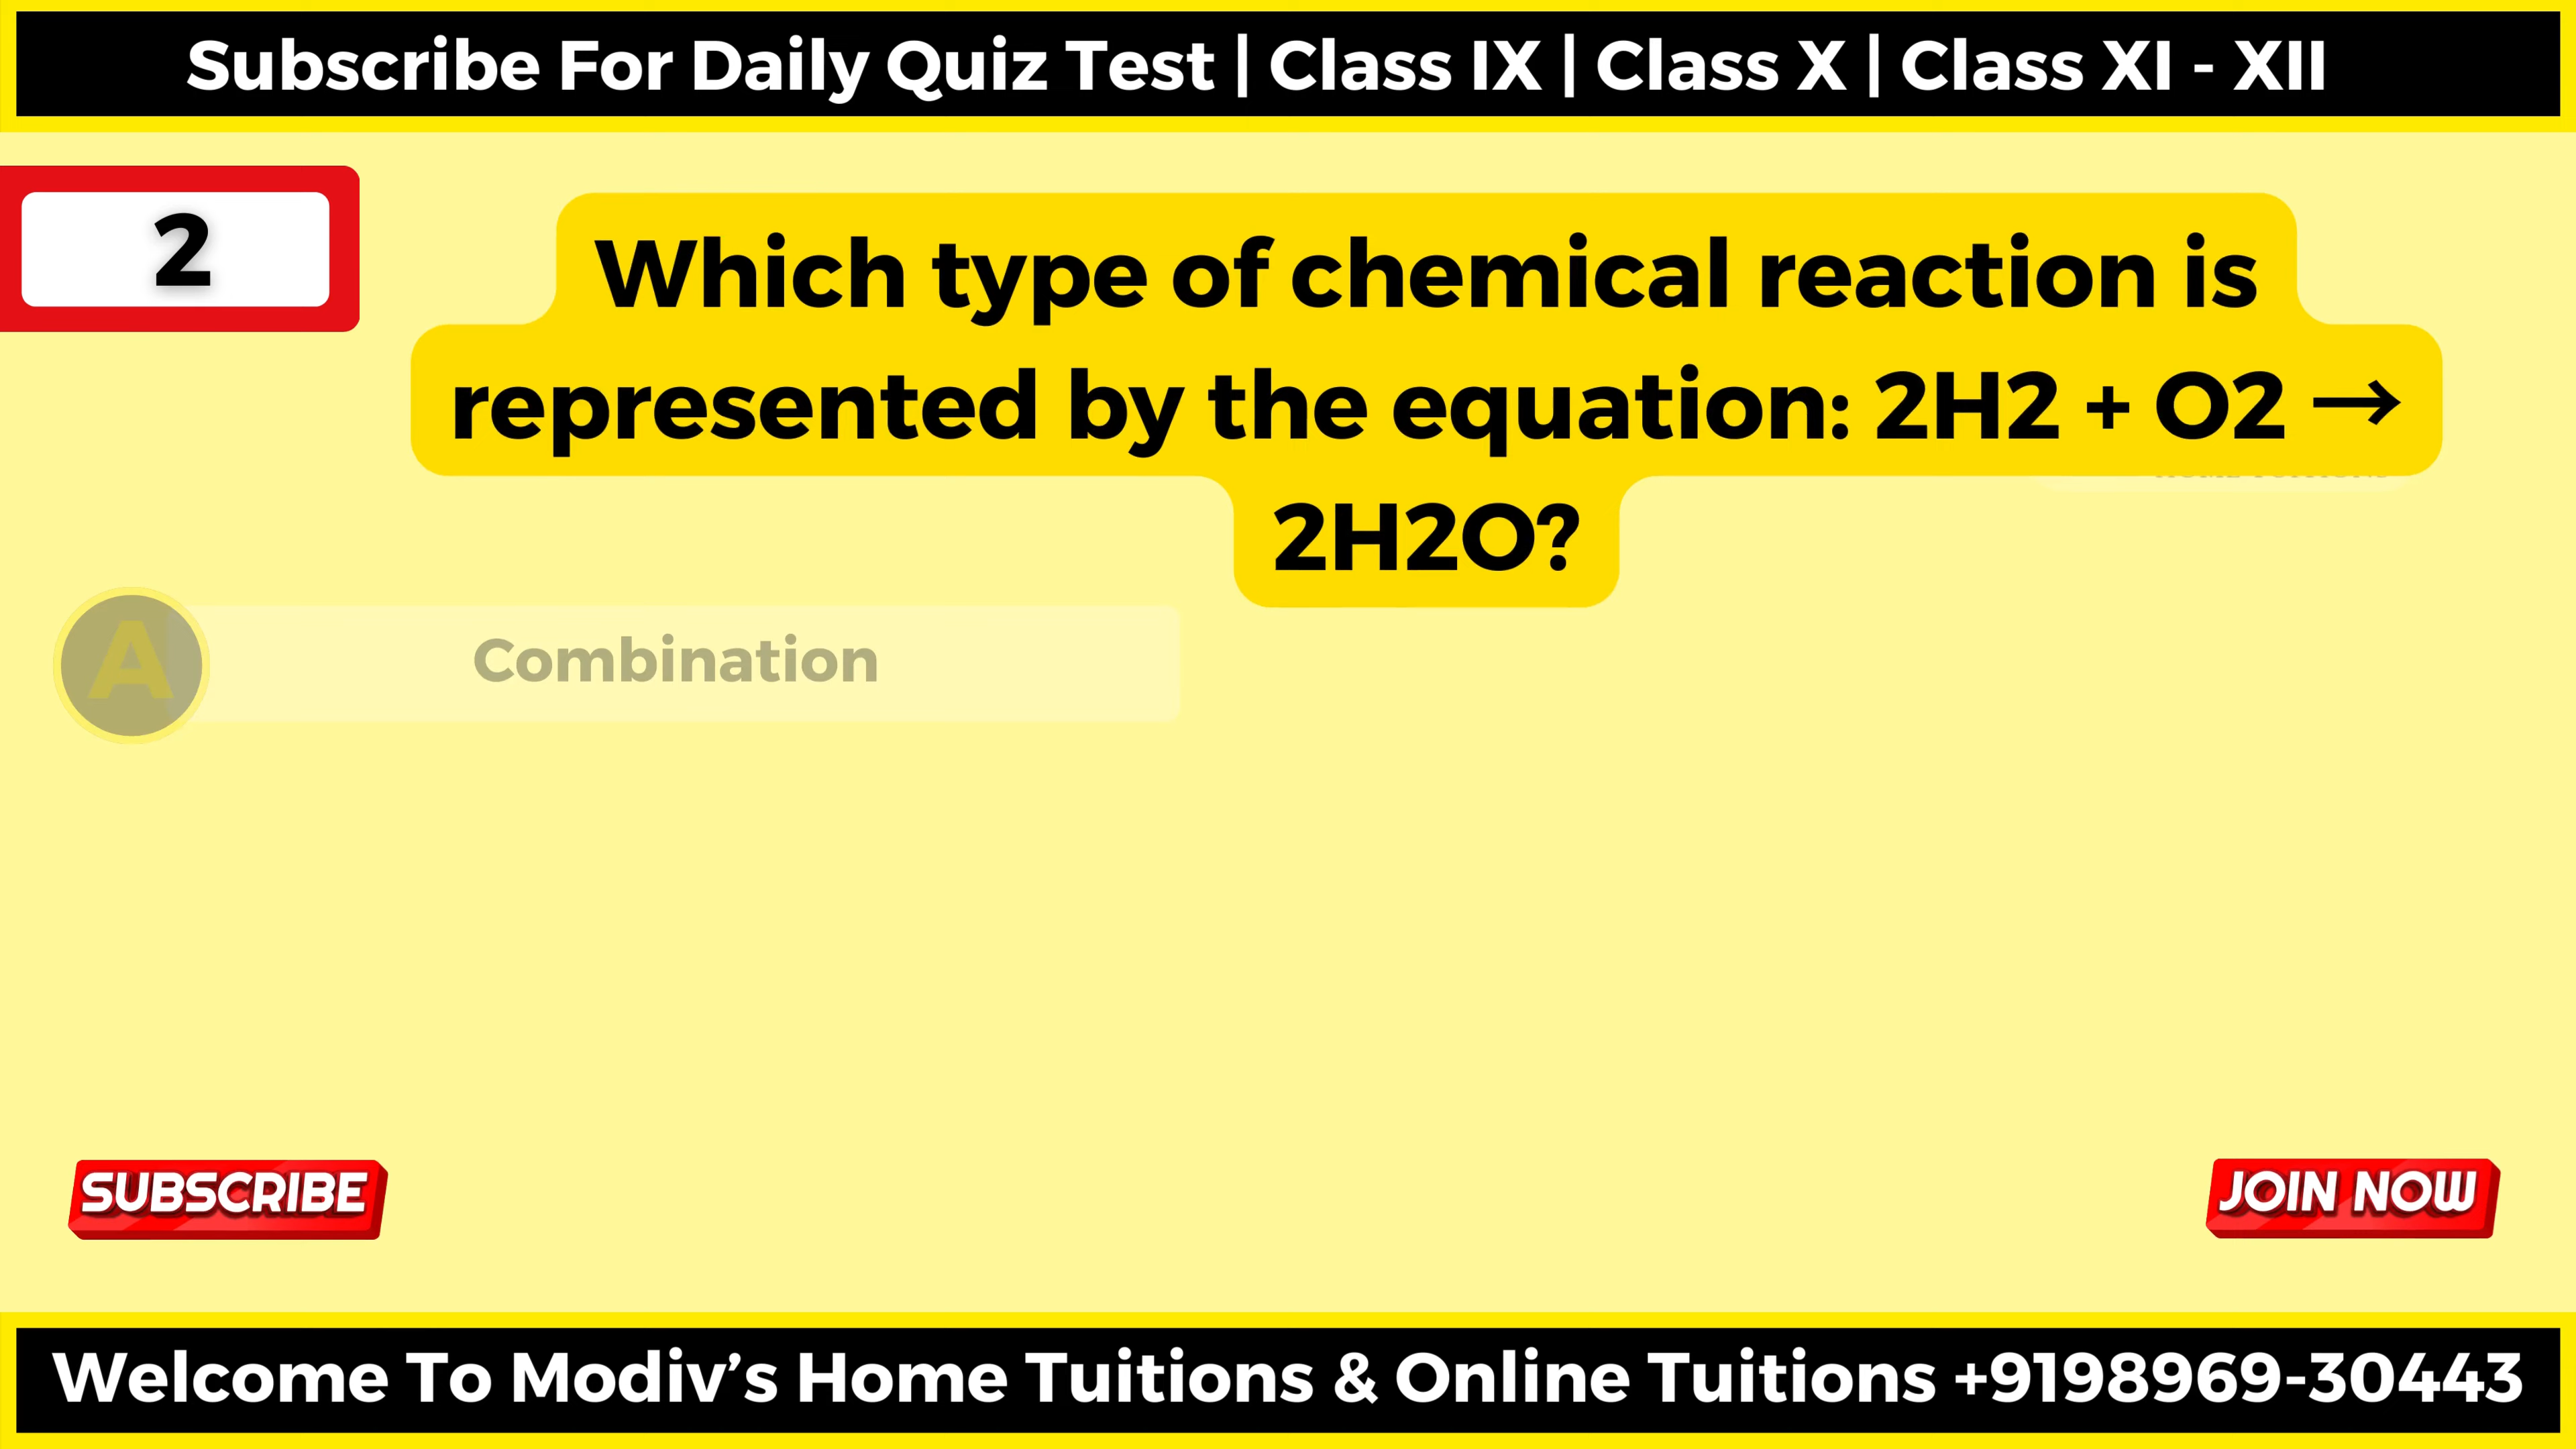 Subscribe For Daily Quiz Test | Class IX | Class X | Class XI - XII
2
Which type of chemical reaction is
represented by the equation: 2H2 + O2 →
2H2O?
A
Combination
SUBSCRIBE
JOIN NOW
Welcome To Modiv’s Home Tuitions & Online Tuitions +9198969-30443